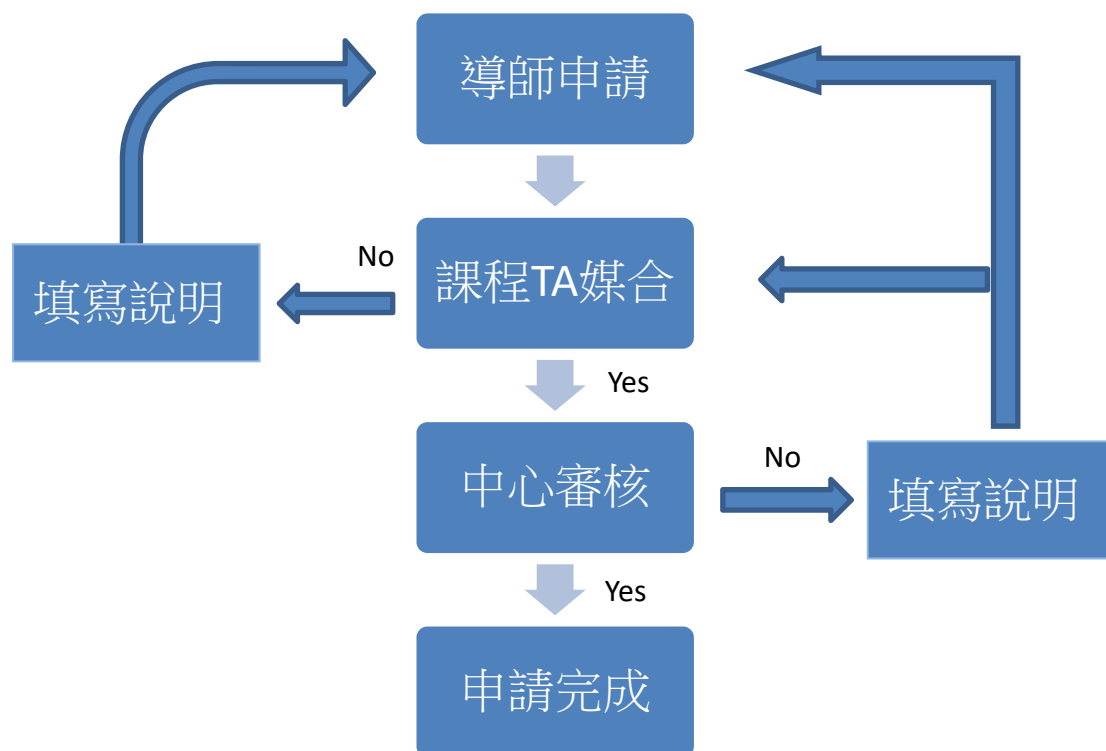 導師申請
No
填寫說明
課程TA媒合
Yes
中心審核
No
填寫說明
Yes
申請完成